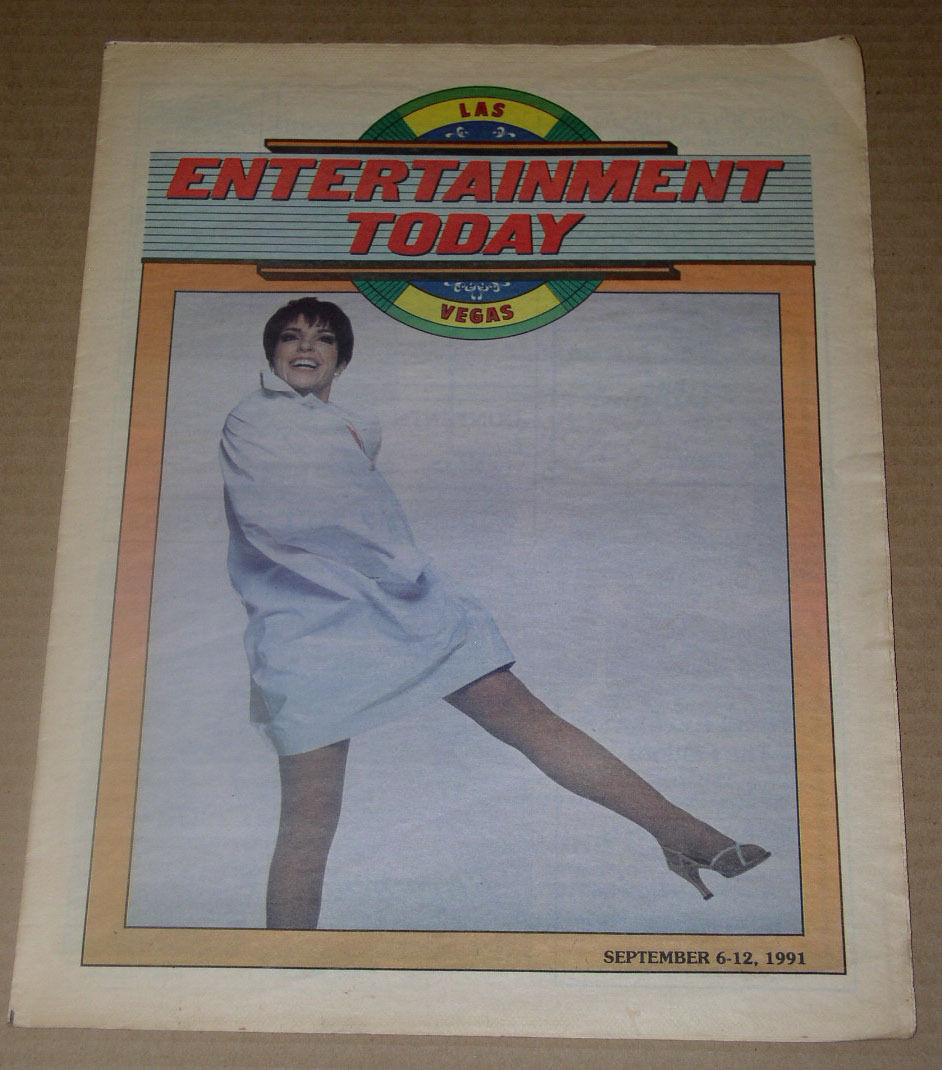 LAS
ENTERTAINMENT
TODAY
VEGAS
SEPTEMBER 6-12, 1991